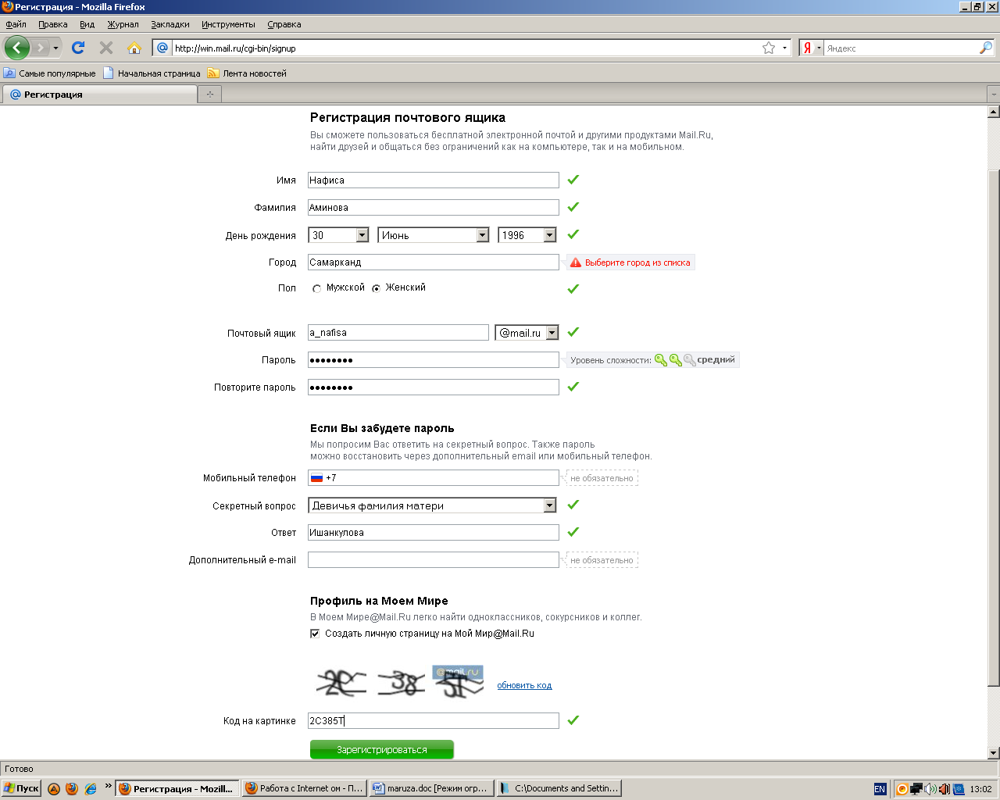 Регистрация - Mozilla Firefox
Файл Правка Вид Журнал Закладки Инструменты Справка
http://win.mail.ru/cgi-bin/signup Я Яндекс
Самые популярные Начальная страница Лента новостей
Регистрация
Регистрация почтового ящика
Вы сможете пользоваться бесплатной электронной почтой и другими продуктами Mail.Ru,
найти друзей и общаться без ограничений как на компьютере, так и на мобильном.
Имя Нафиса
Фамилия Аминова
День рождения 30 Июнь 1996
Город Самарканд Выберите город из списка
Пол Мужской Женский
Почтовый ящик a_nafisa @mail.ru
Пароль •••••••• Уровень сложности: средний
Повторите пароль ••••••••
Если Вы забудете пароль
Мы попросим Вас ответить на секретный вопрос. Также пароль
можно восстановить через дополнительный email или мобильный телефон.
Мобильный телефон +7 не обязательно
Секретный вопрос Девичья фамилия матери
Ответ Ишанкулова
Дополнительный e-mail не обязательно
Профиль на Моем Мире
В Моем Мире@Mail.Ru легко найти одноклассников, сокурсников и коллег.
Создать личную страницу на Мой Мир@Mail.Ru
@mail.ru
обновить код
Код на картинке 2C385T
Зарегистрироваться
Готово
Пуск » Регистрация - Mozill... Работа с Internet ом - П... maruza.doc [Режим огр... C:\Documents and Settin... EN 13:02